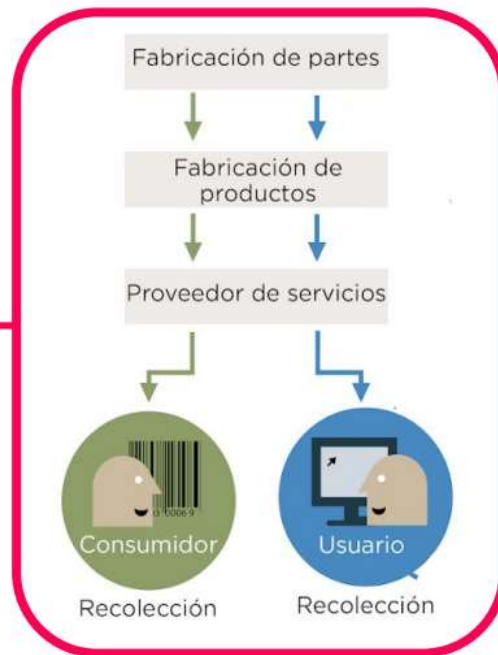 Fabricación de partes
Fabricación de
productos
Proveedor de servicios
Consumidor
Usuario
Recolección
Recolección